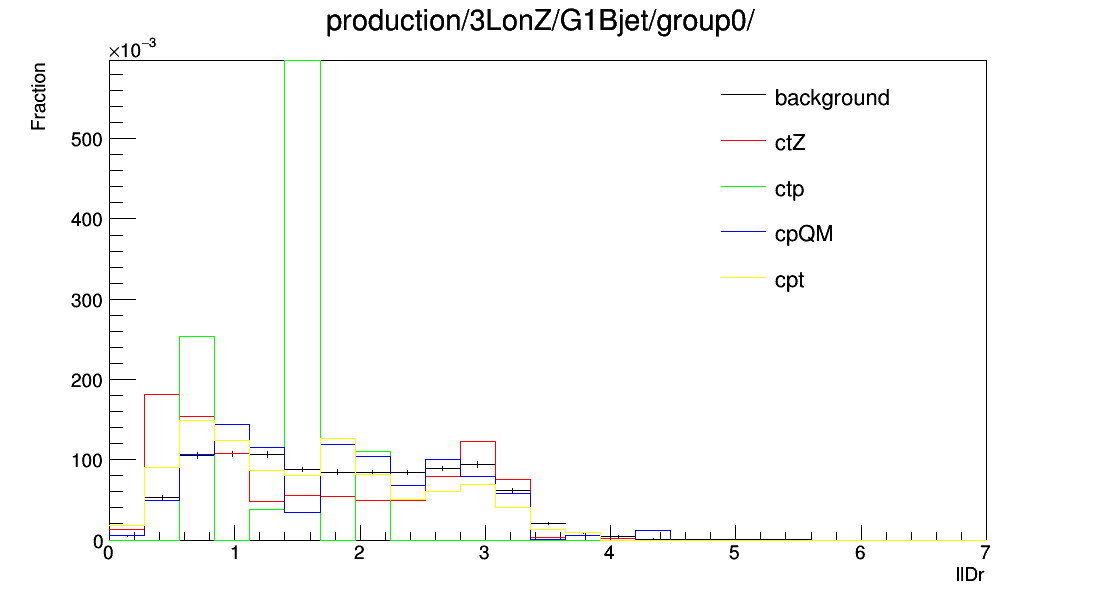 production/3LonZ/G1Bjet/group0/
×10⁻³
Fraction
500
400
300
200
100
0
background
ctZ
ctp
cpQM
cpt
0 1 2 3 4 5 6 7
llDr